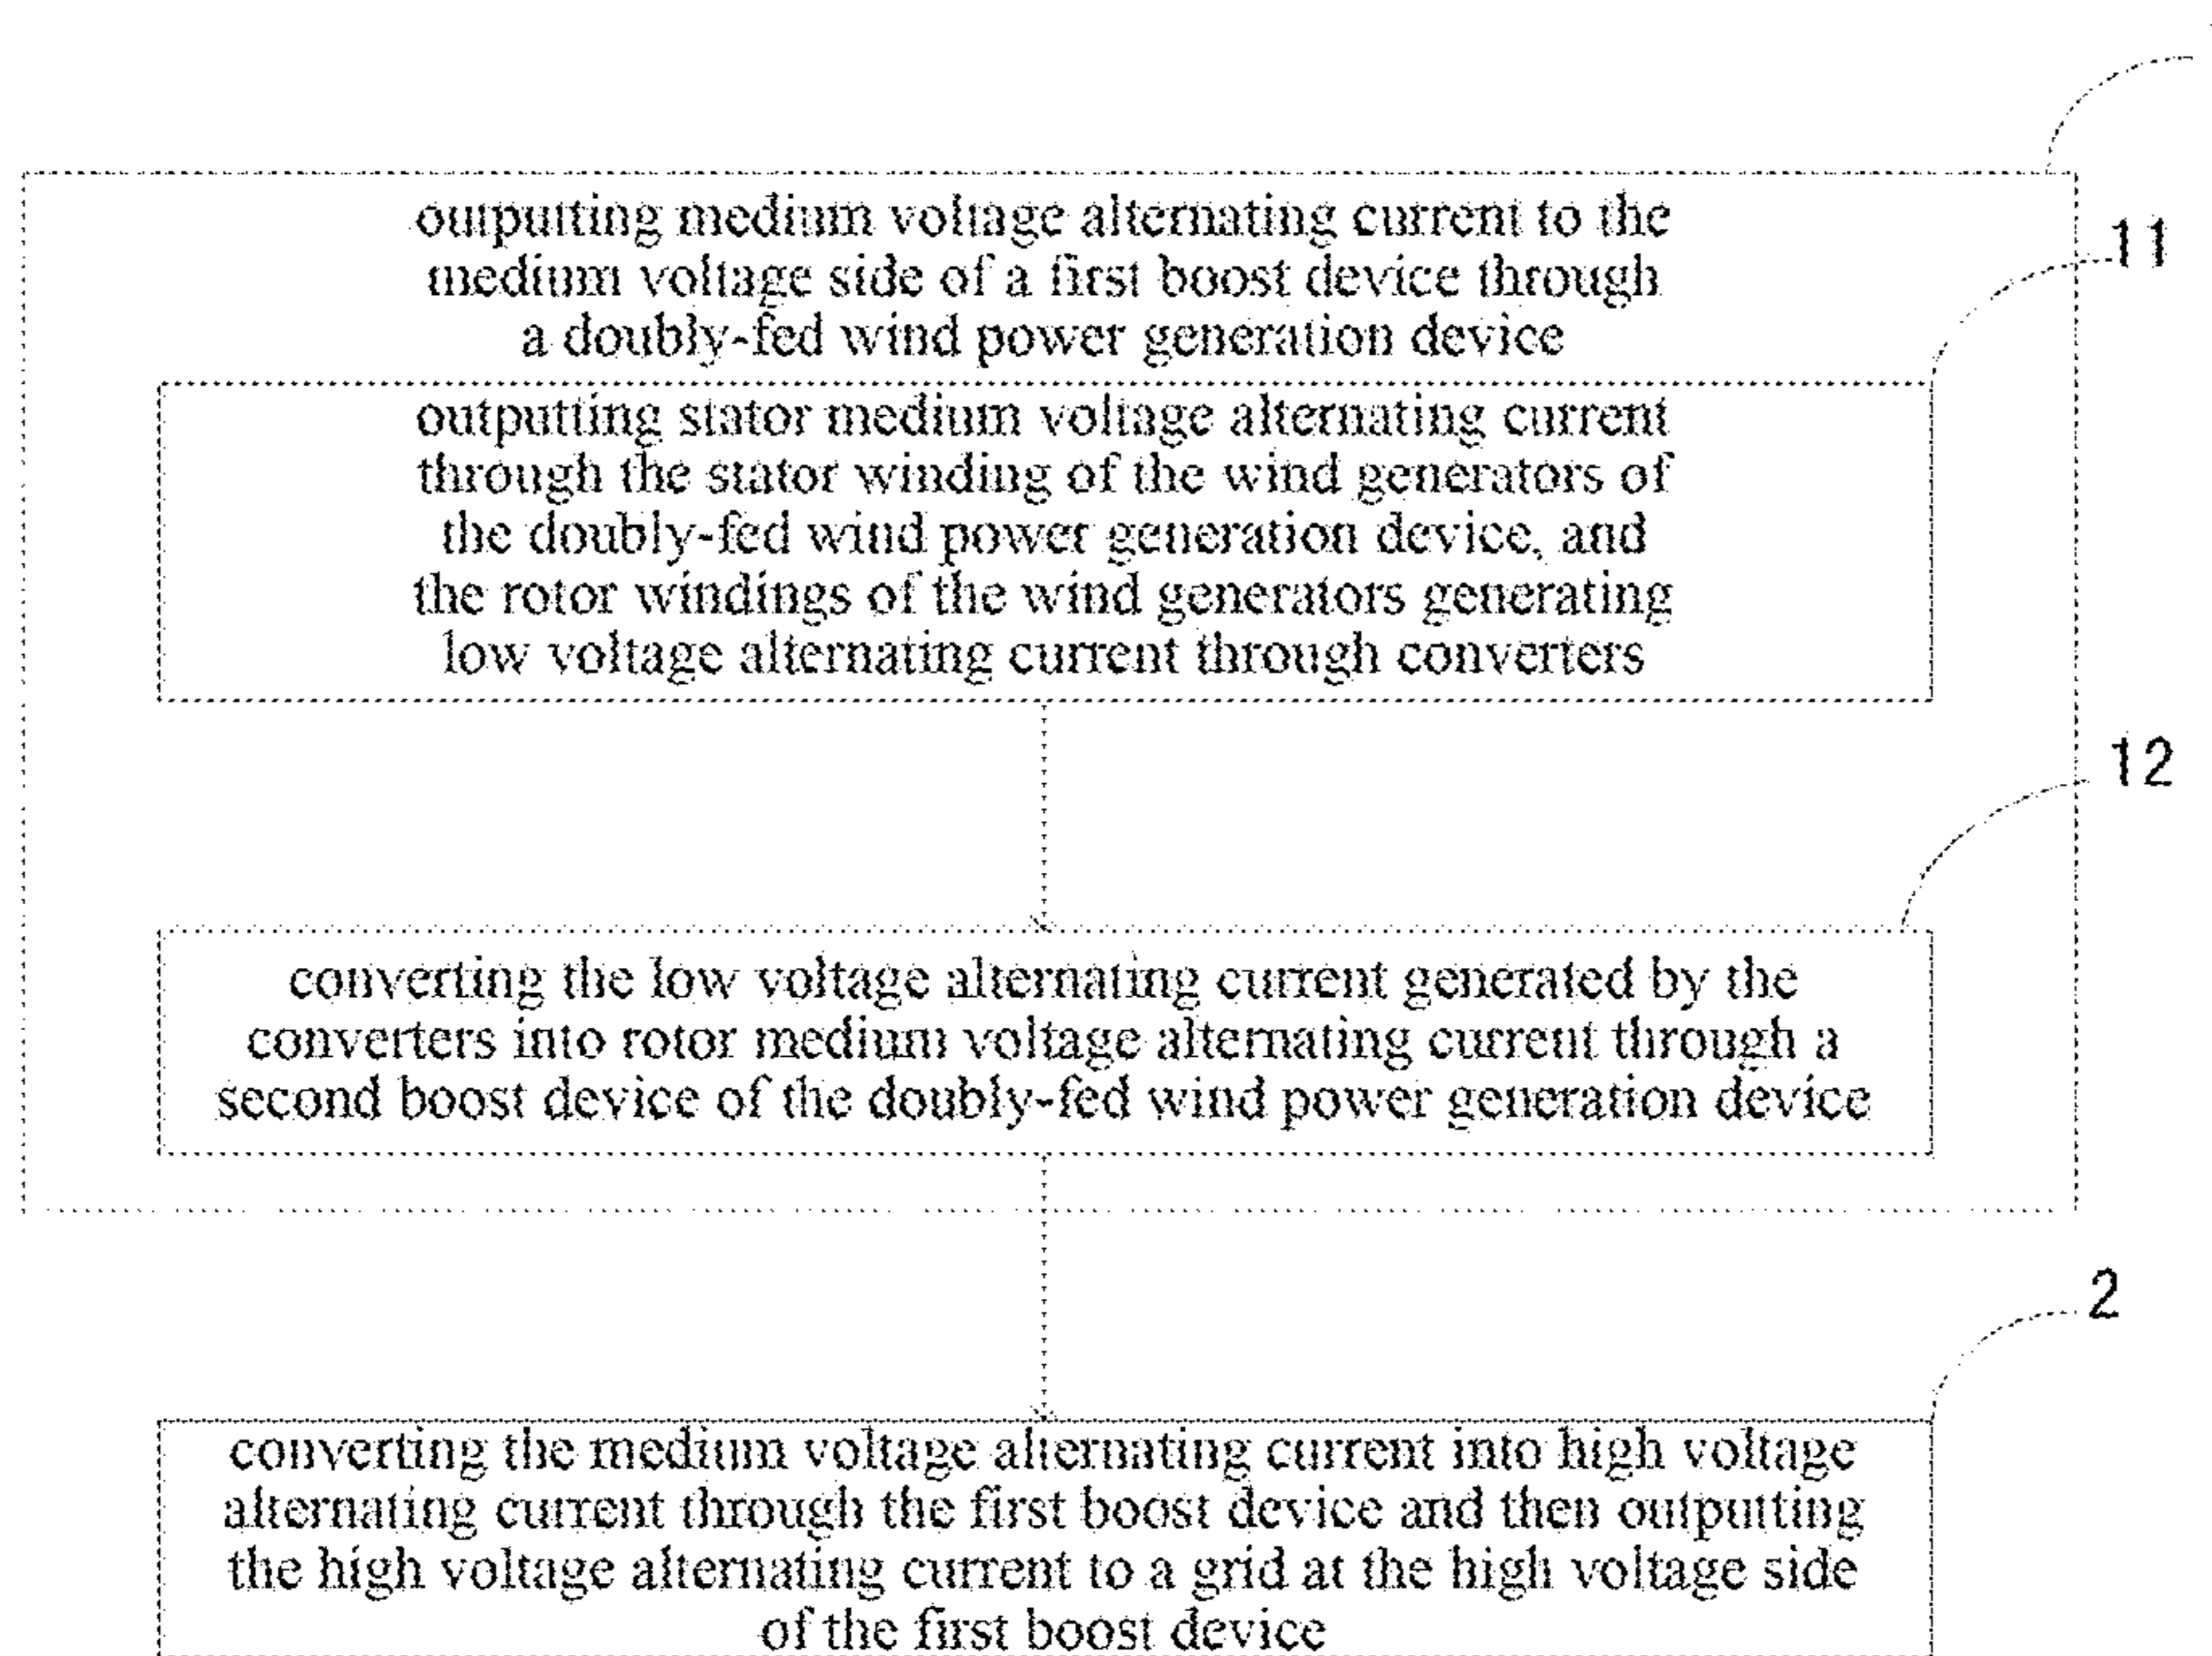 outputting medium voltage alternating current to the
medium voltage side of a first boost device through
a doubly-fed wind power generation device
11
outputting stator medium voltage alternating current
through the stator winding of the wind generators of
the doubly-fed wind power generation device, and
the rotor windings of the wind generators generating
low voltage alternating current through converters
12
converting the low voltage alternating current generated by the
converters into rotor medium voltage alternating current through a
second boost device of the doubly-fed wind power generation device
2
converting the medium voltage alternating current into high voltage
alternating current through the first boost device and then outputting
the high voltage alternating current to a grid at the high voltage side
of the first boost device